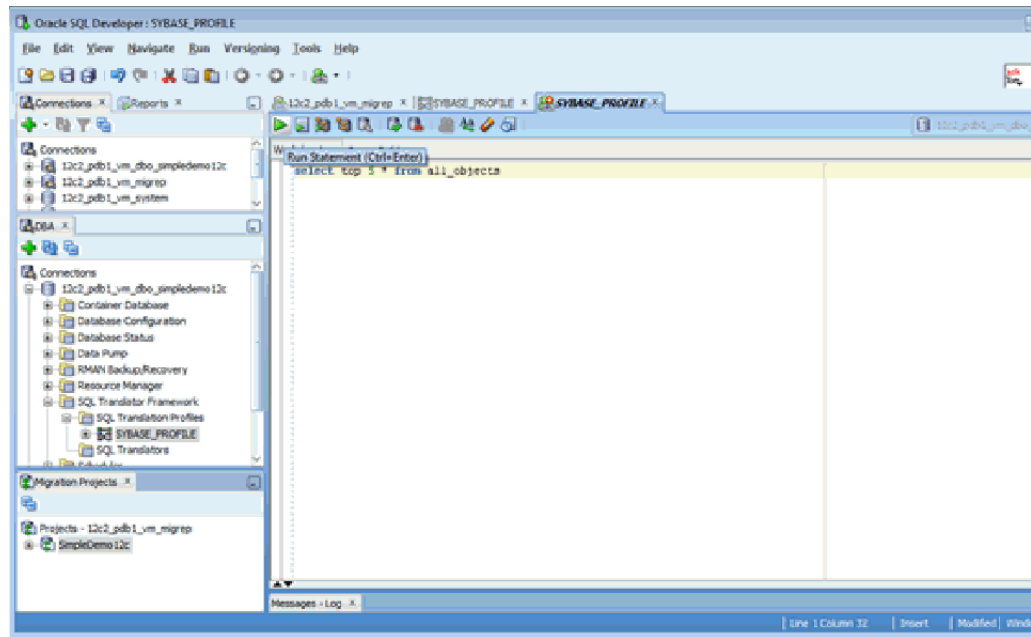 Oracle SQL Developer : SYBASE_PROFILE
File Edit View Navigate Run Versioning Tools Help
Connections Reports
12c2_pdb1_vm_migrep SYBASE_PROFILE SYBASE_PROFILE
12c2_pdb1_vm_dbo_
Connections
12c2_pdb1_vm_dbo_simpledemo12c
12c2_pdb1_vm_migrep
12c2_pdb1_vm_system
Run Statement (Ctrl+Enter)
select top 5 * from all_objects
DBA
Connections
12c2_pdb1_vm_dbo_simpledemo12c
Container Database
Database Configuration
Database Status
Data Pump
RMAN Backup/Recovery
Resource Manager
SQL Translator Framework
SQL Translation Profiles
SYBASE_PROFILE
SQL Translators
Scheduler
Migration Projects
Projects - 12c2_pdb1_vm_migrep
SimpleDemo12c
Messages - Log
Line 1 Column 32 Insert Modified Windo